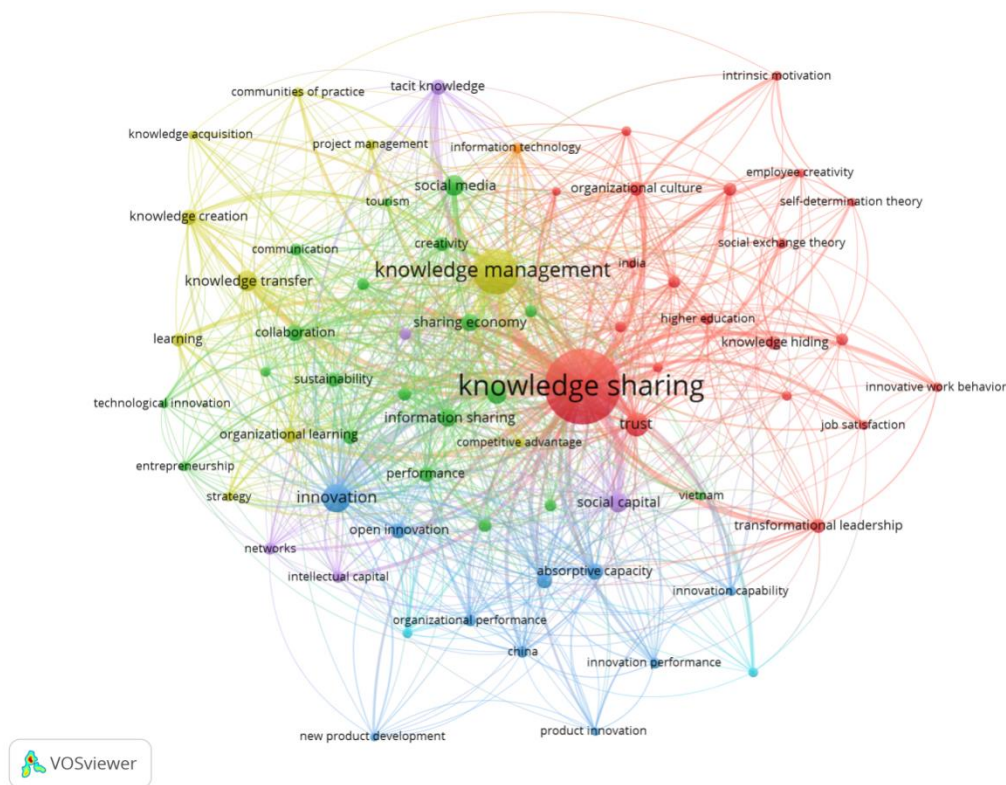 intrinsic motivation
communities of practice
tacit knowledge
knowledge acquisition
project management
information technology
employee creativity
social media
organizational culture
tourism
self-determination theory
knowledge creation
communication
creativity
social exchange theory
india
knowledge management
knowledge transfer
sharing economy
higher education
collaboration
learning
knowledge hiding
sustainability
knowledge sharing
innovative work behavior
technological innovation
information sharing
trust
job satisfaction
organizational learning
competitive advantage
entrepreneurship
performance
strategy
innovation
vietnam
social capital
open innovation
transformational leadership
networks
absorptive capacity
intellectual capital
innovation capability
organizational performance
china
innovation performance
new product development
product innovation
VOSviewer